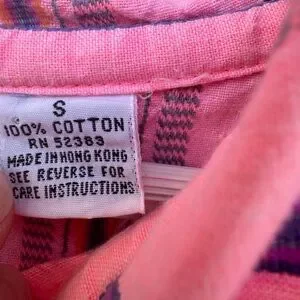 S
100% COTTON
RN 52383
MADE IN HONG KONG
SEE REVERSE FOR
CARE INSTRUCTIONS